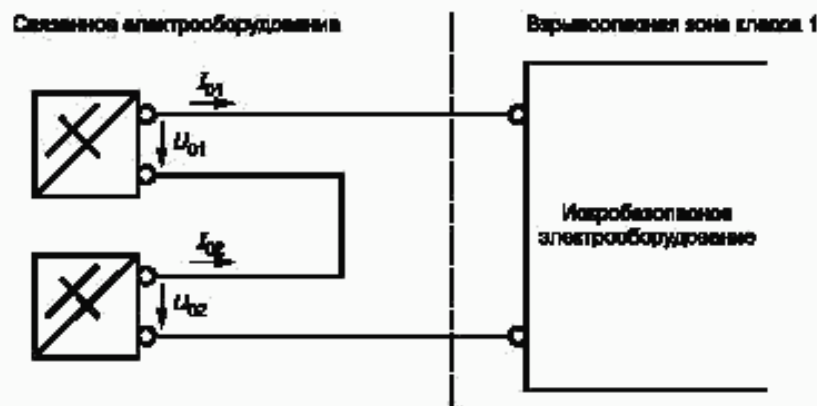 Связанное электрооборудование
Взрывоопасная зона класса 1
I01
U01
I02
U02
Искробезопасное
электрооборудование